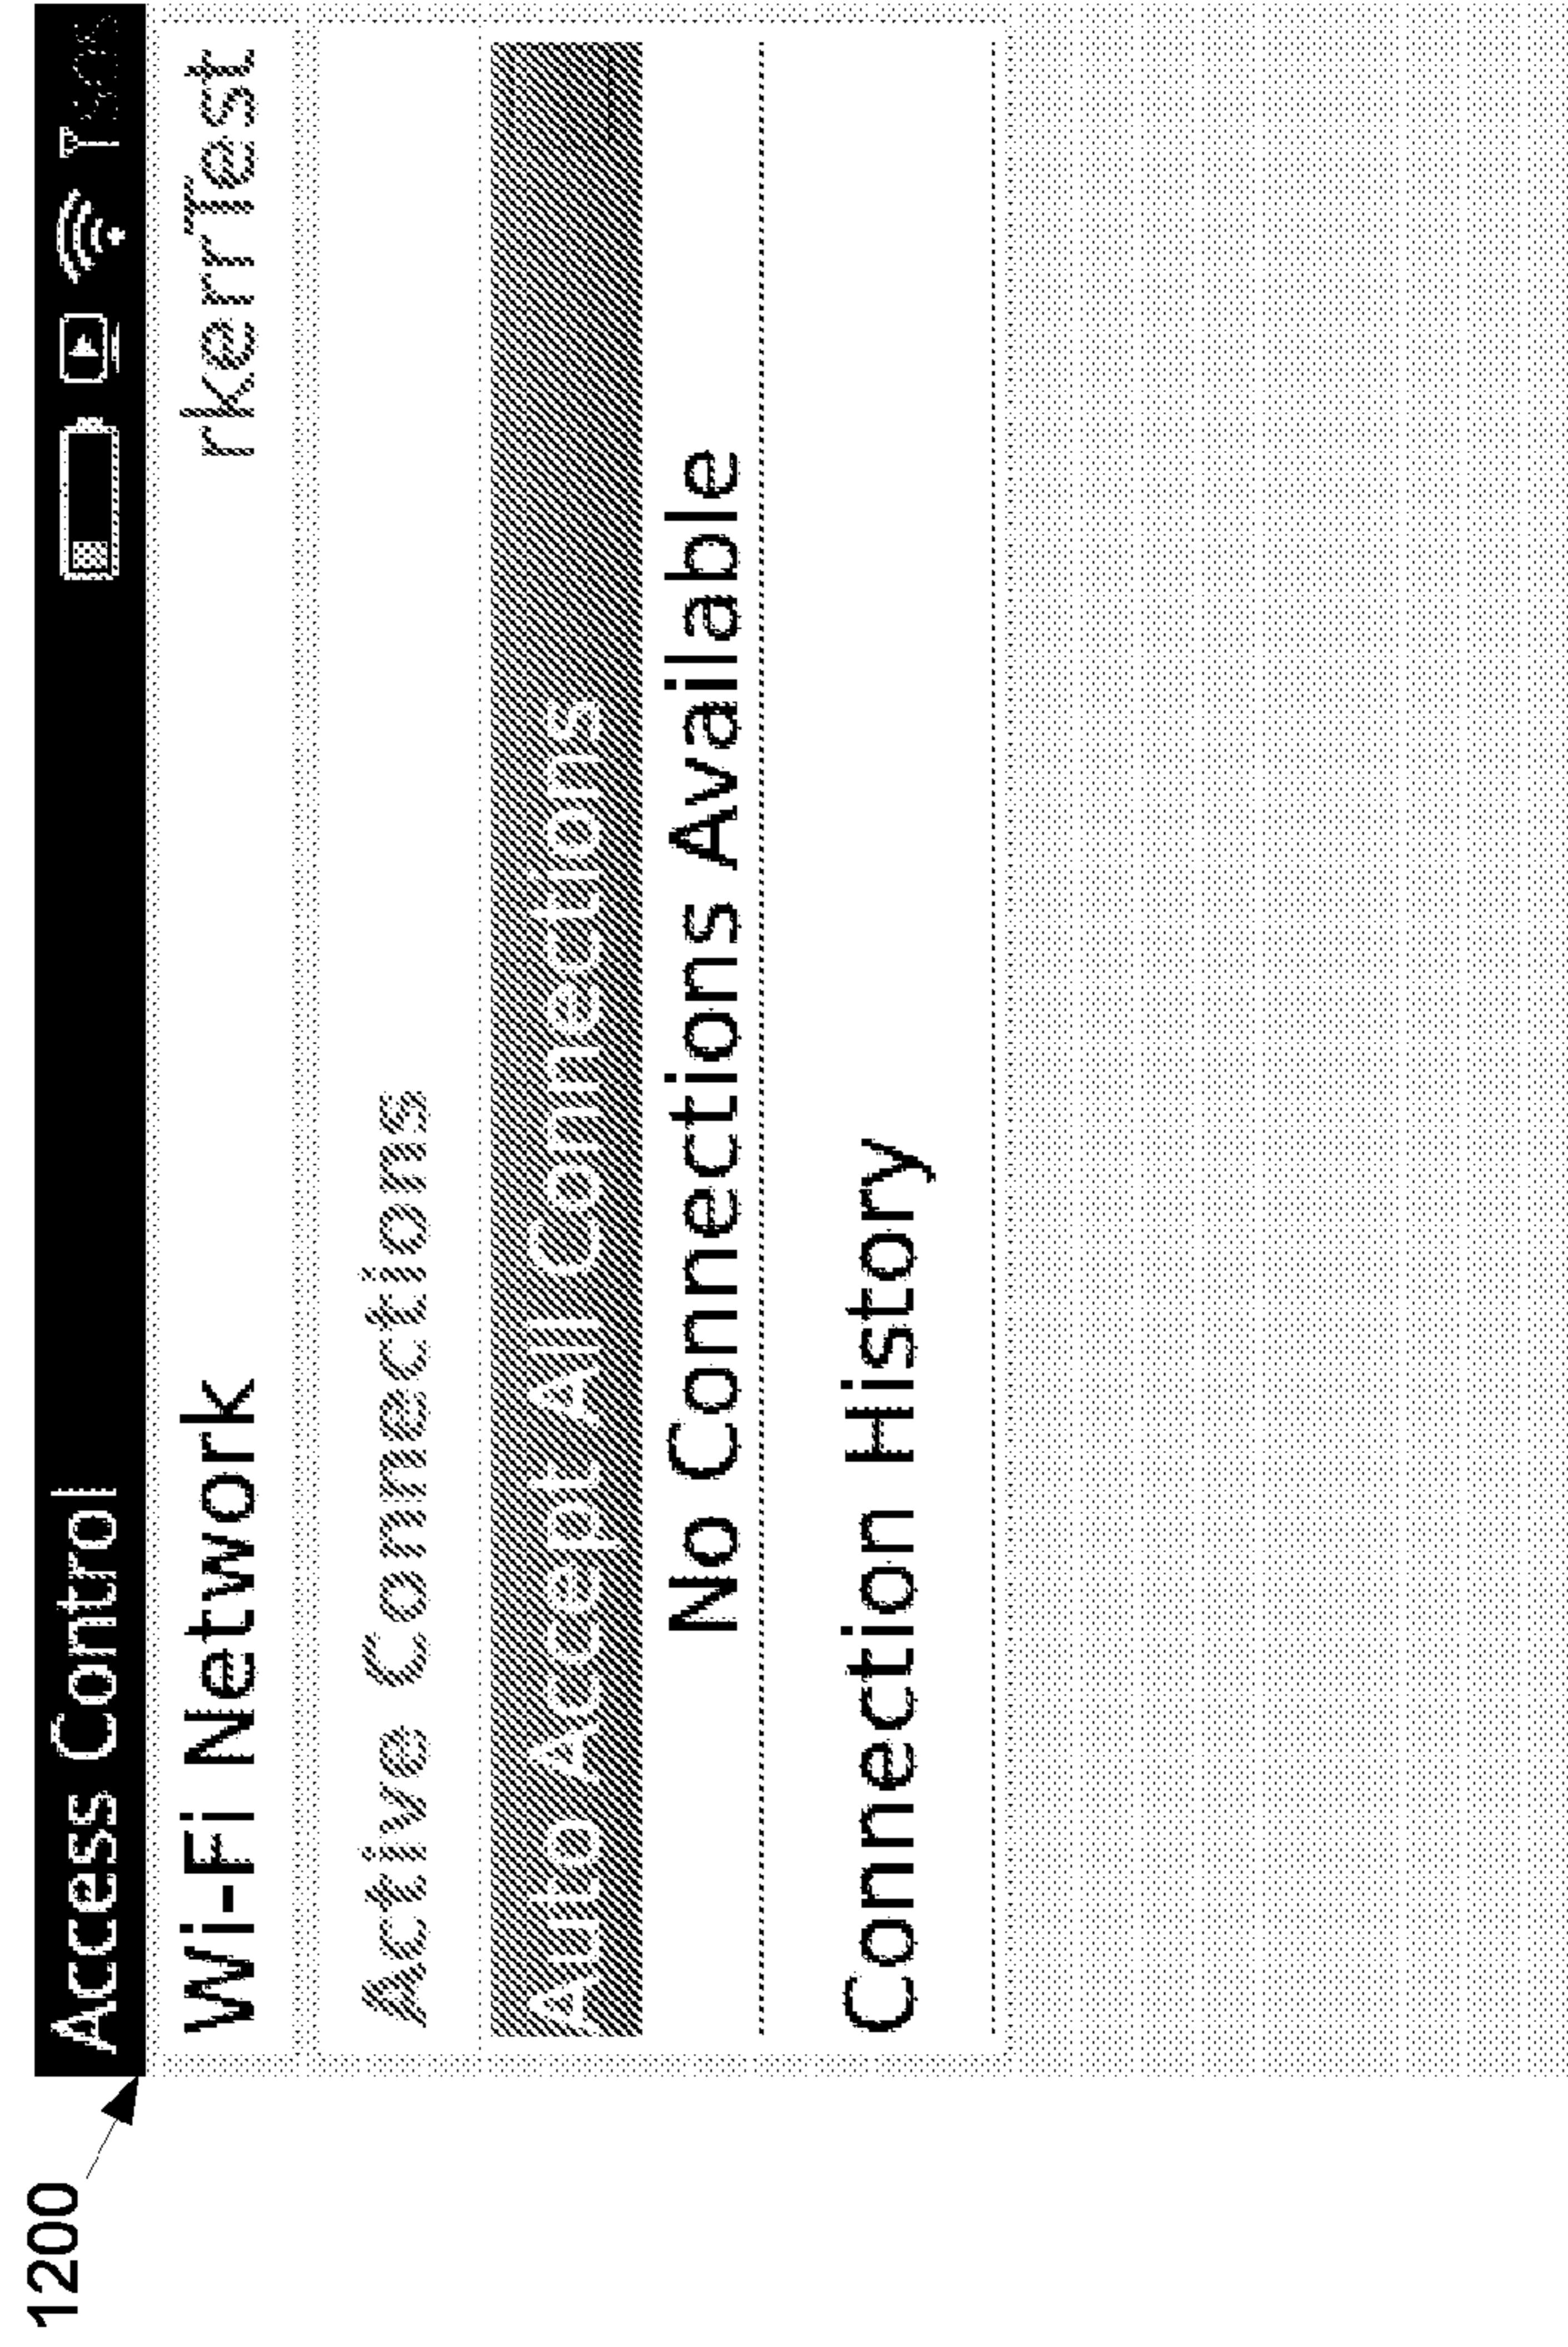 1200
Access Control
Wi-Fi Network rkerrTest
Active Connections
Auto Accept All Connections
No Connections Available
Connection History